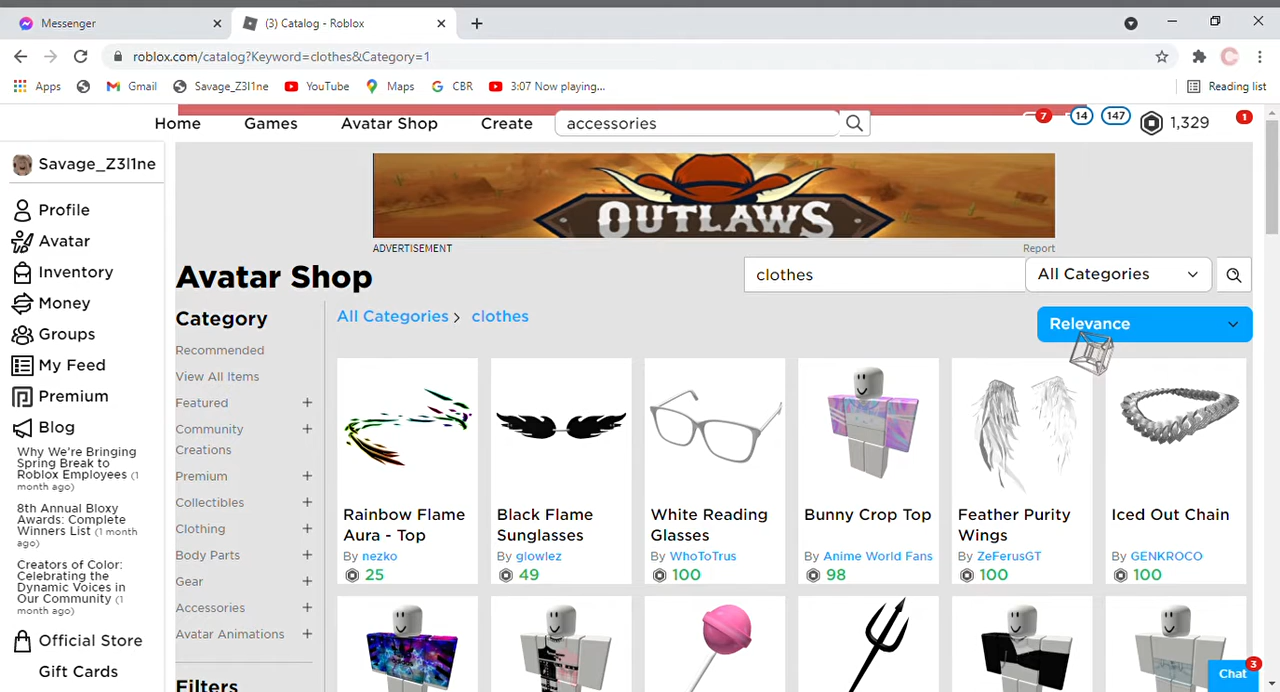 Messenger
(3) Catalog - Roblox
roblox.com/catalog?Keyword=clothes&Category=1
C
Apps
Gmail
Savage_Z3l1ne
YouTube
Maps
CBR
3:07 Now playing...
Reading list
Home
Games
Avatar Shop
Create
accessories
7
14
147
1,329
1
Savage_Z3l1ne
Profile
Avatar
Inventory
Money
Groups
My Feed
Premium
Blog
Why We're Bringing
Spring Break to
Roblox Employees (1
month ago)
8th Annual Bloxy
Awards: Complete
Winners List (1 month
ago)
Creators of Color:
Celebrating the
Dynamic Voices in
Our Community (1
month ago)
Official Store
Gift Cards
OUTLAWS
ADVERTISEMENT
Report
Avatar Shop
clothes
All Categories
Category
All Categories > clothes
Relevance
Recommended
View All Items
Featured +
Community +
Creations
Premium +
Collectibles +
Clothing +
Body Parts +
Gear +
Accessories +
Avatar Animations +
Filters
Rainbow Flame
Aura - Top
By nezko
25
Black Flame
Sunglasses
By glowlez
49
White Reading
Glasses
By WhoToTrus
100
Bunny Crop Top
By Anime World Fans
98
Feather Purity
Wings
By ZeFerusGT
100
Iced Out Chain
By GENKROCO
100
Chat
3